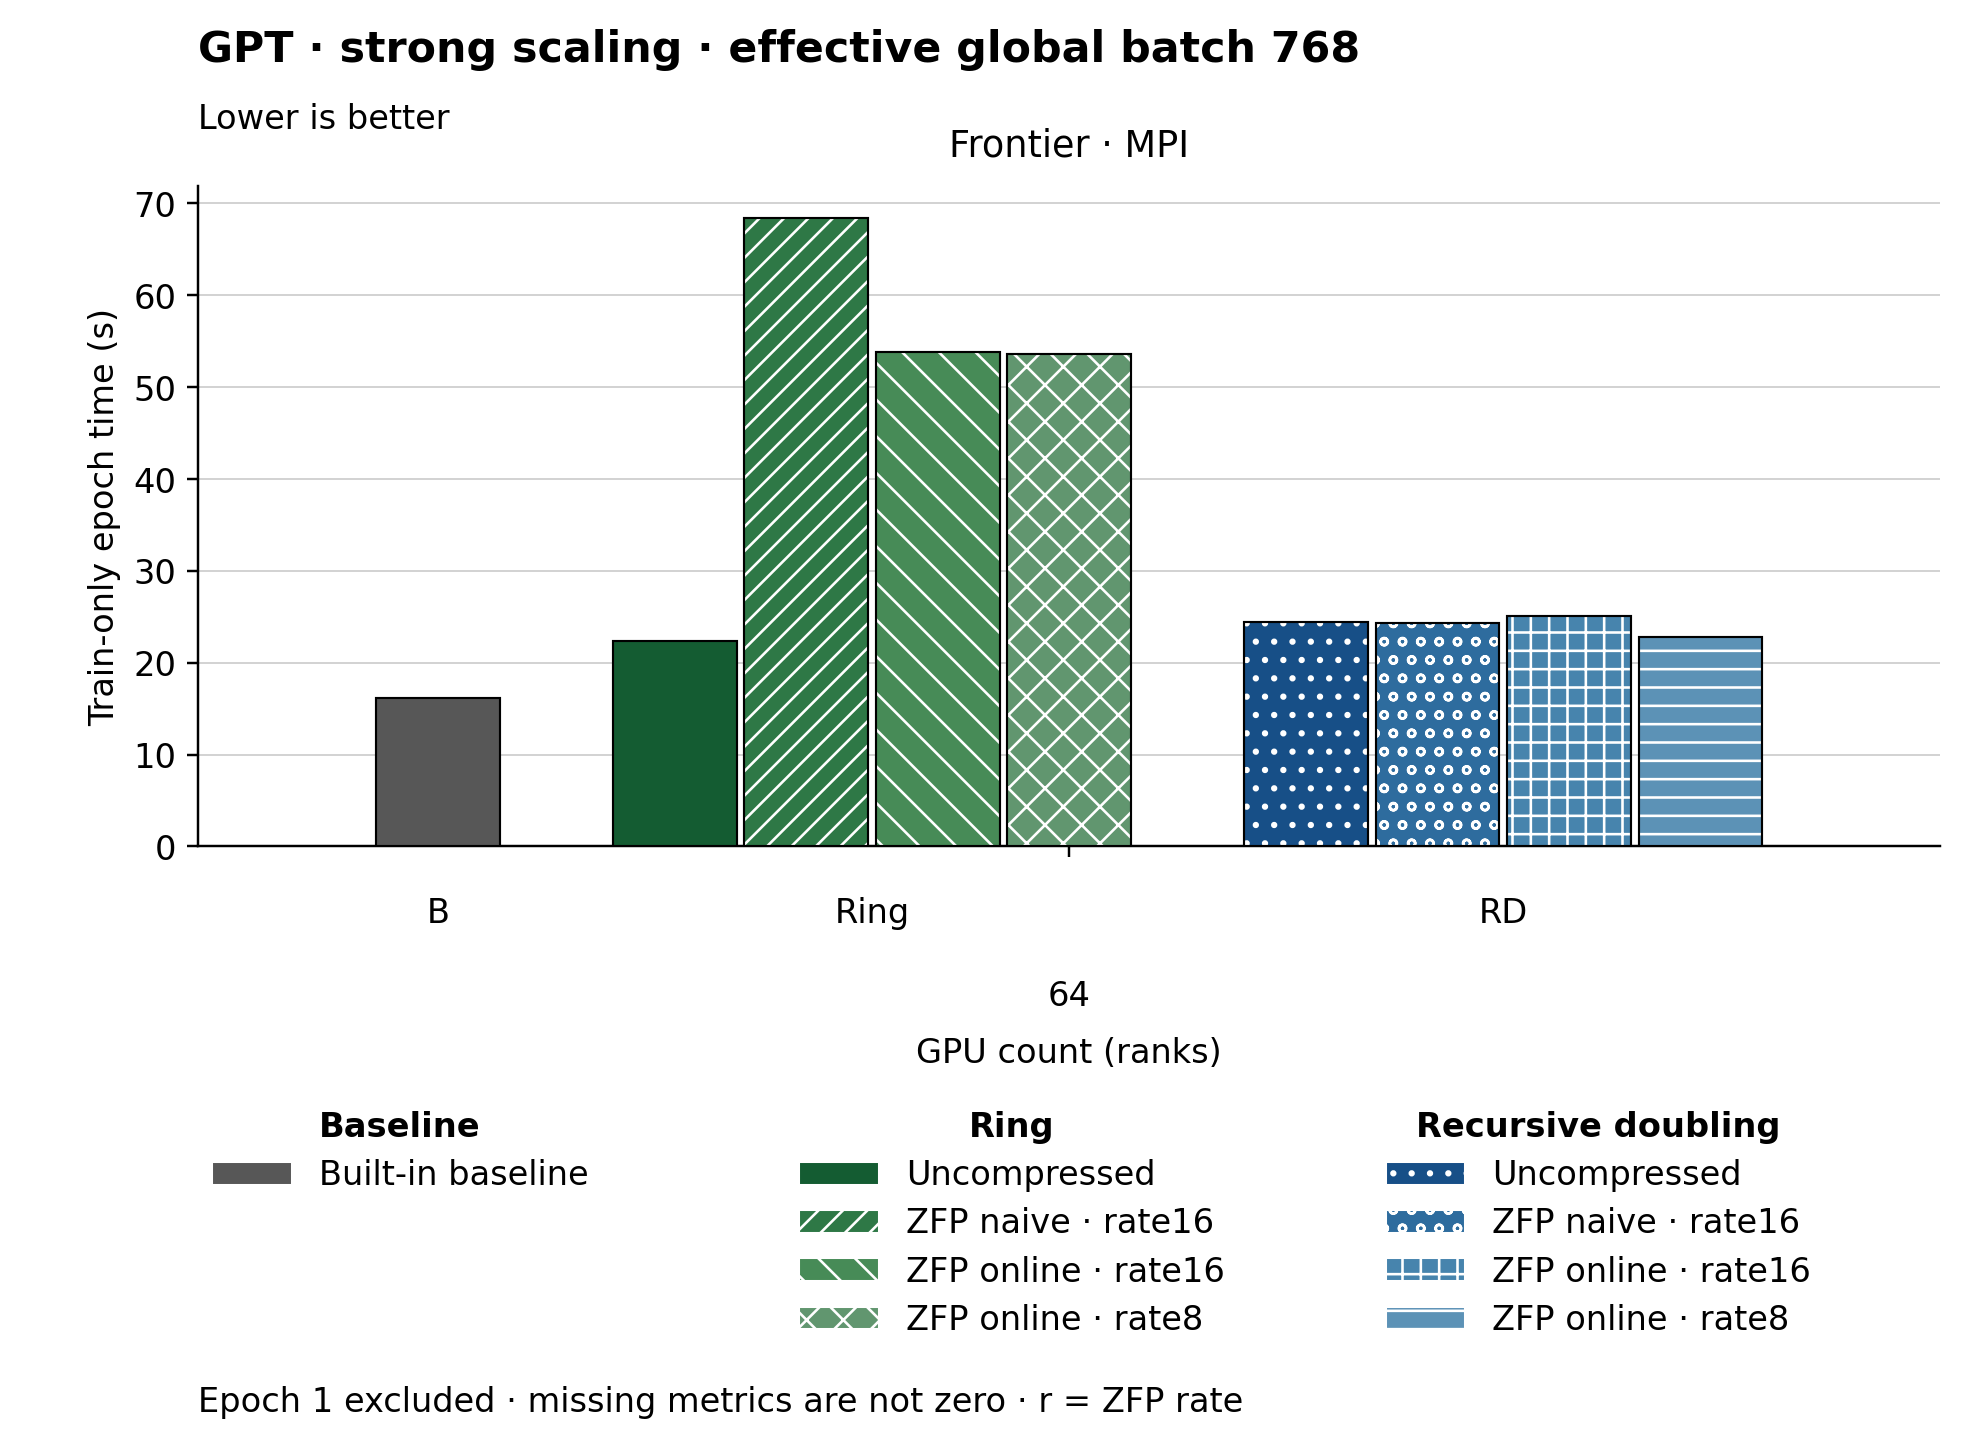 GPT · strong scaling · effective global batch 768
Lower is better
Frontier · MPI
Train-only epoch time (s)
70
60
50
40
30
20
10
0
B Ring RD
64
GPU count (ranks)
Baseline Ring Recursive doubling
Built-in baseline Uncompressed Uncompressed
ZFP naive · rate16 ZFP naive · rate16
ZFP online · rate16 ZFP online · rate16
ZFP online · rate8 ZFP online · rate8
Epoch 1 excluded · missing metrics are not zero · r = ZFP rate